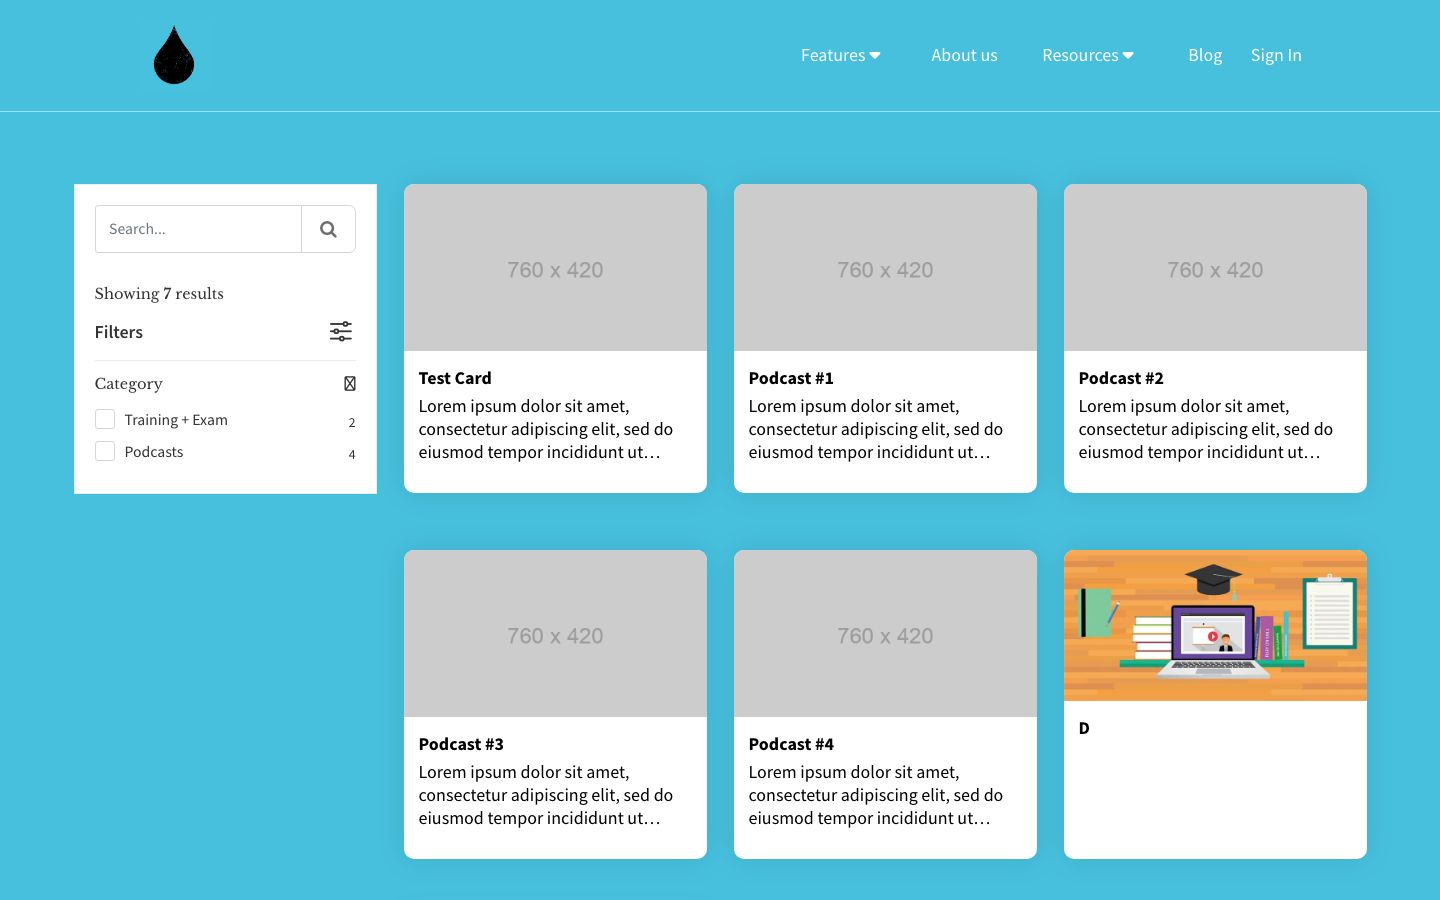 Features
About us
Resources
Blog
Sign In
Search...
Showing 7 results
Filters
Category
Training + Exam
2
Podcasts
4
760 x 420
Test Card
Lorem ipsum dolor sit amet,
consectetur adipiscing elit, sed do
eiusmod tempor incididunt ut…
760 x 420
Podcast #1
Lorem ipsum dolor sit amet,
consectetur adipiscing elit, sed do
eiusmod tempor incididunt ut…
760 x 420
Podcast #2
Lorem ipsum dolor sit amet,
consectetur adipiscing elit, sed do
eiusmod tempor incididunt ut…
760 x 420
Podcast #3
Lorem ipsum dolor sit amet,
consectetur adipiscing elit, sed do
eiusmod tempor incididunt ut…
760 x 420
Podcast #4
Lorem ipsum dolor sit amet,
consectetur adipiscing elit, sed do
eiusmod tempor incididunt ut…
D